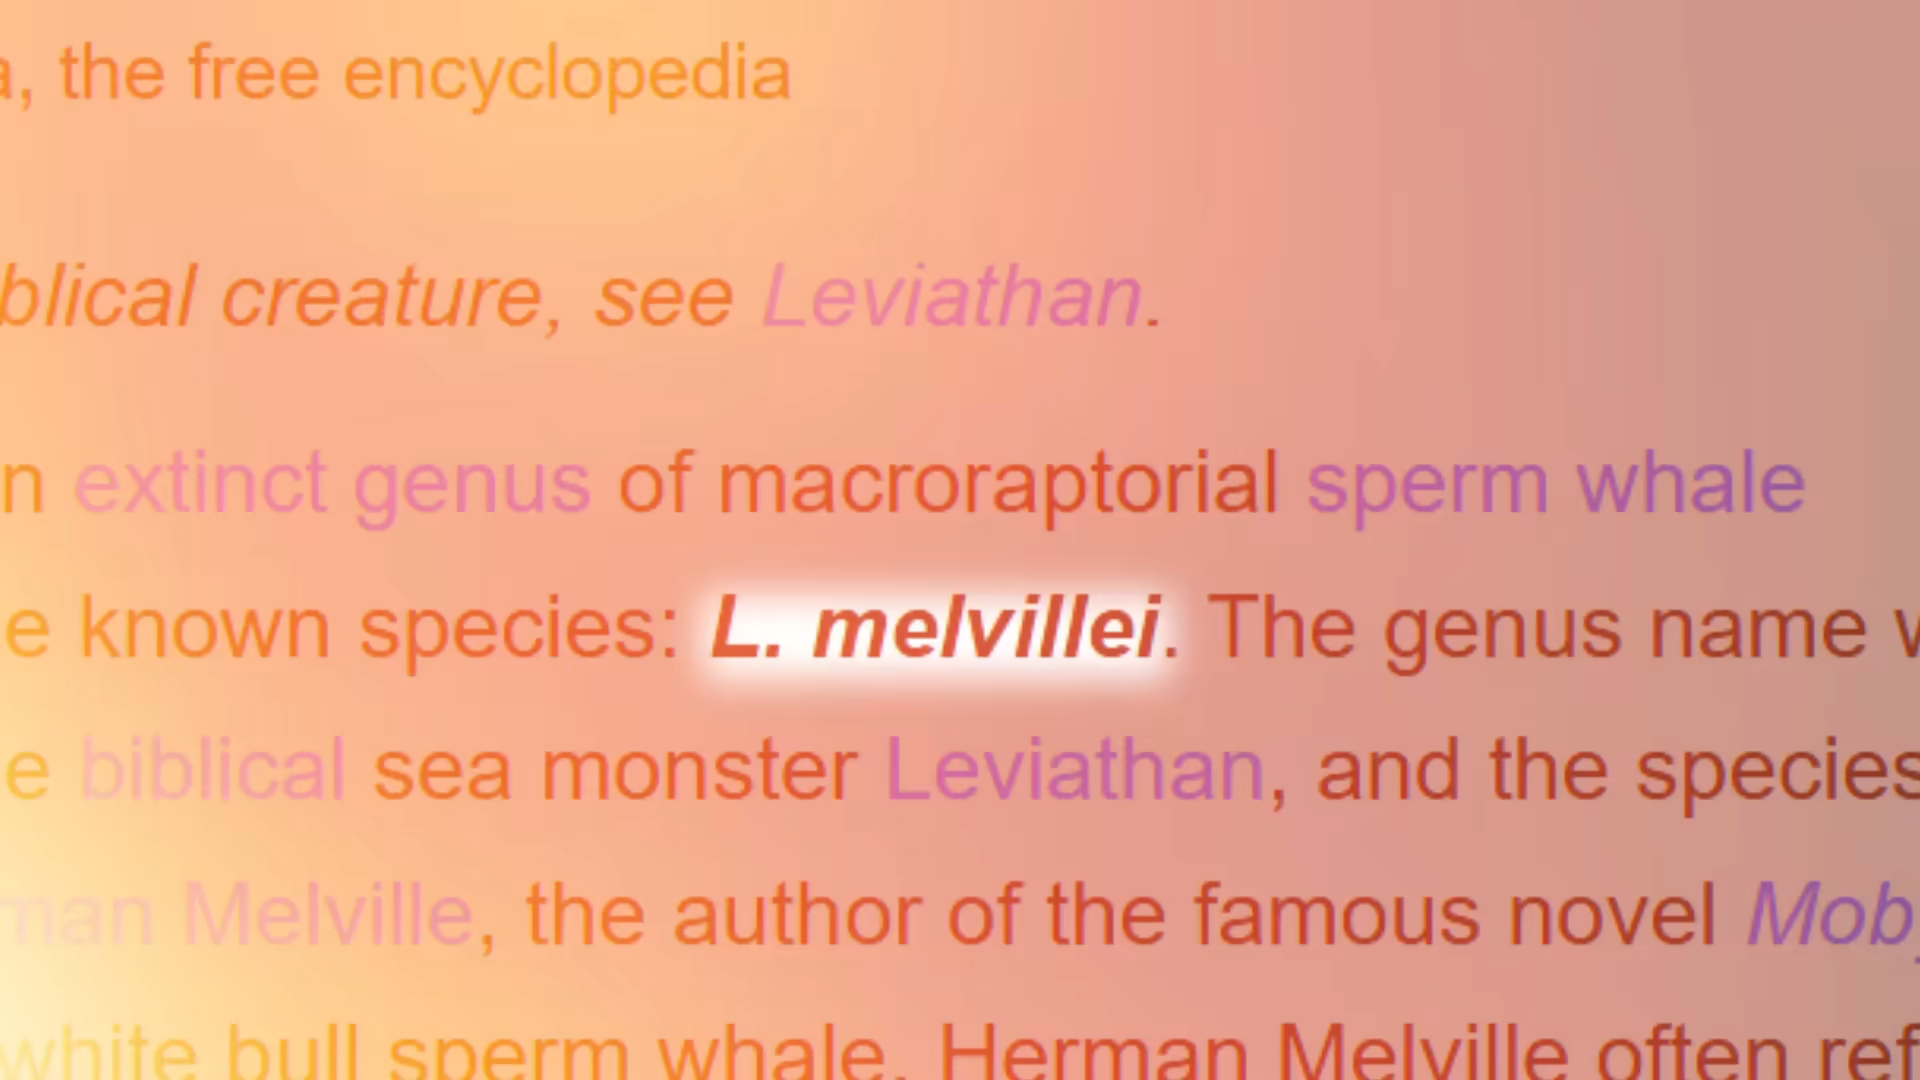 a, the free encyclopedia
blical creature, see Leviathan.
n extinct genus of macroraptorial sperm whale
e known species: L. melvillei. The genus name w
e biblical sea monster Leviathan, and the species
man Melville, the author of the famous novel Moby
white bull sperm whale. Herman Melville often ref